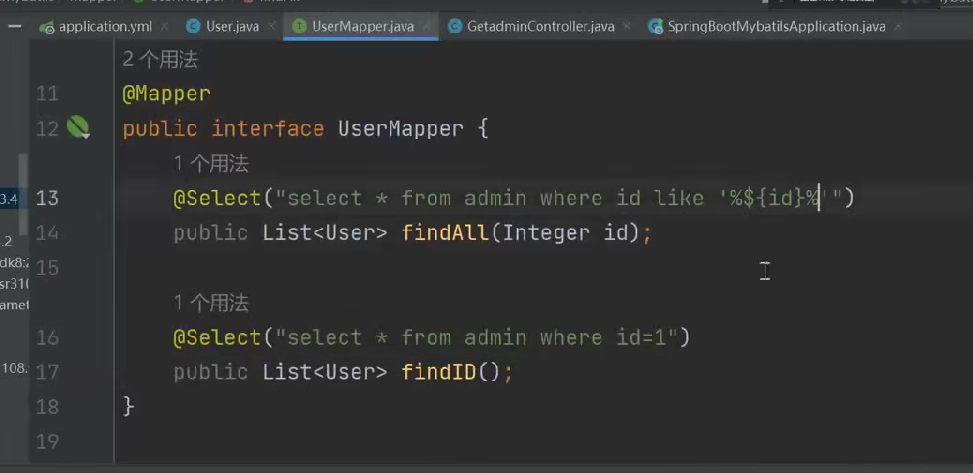 application.yml
User.java
UserMapper.java
GetadminController.java
SpringBootMybatilsApplication.java
2 个用法
11 @Mapper
12 public interface UserMapper {
1 个用法
13 @Select("select * from admin where id like '%${id}%'")
14 public List<User> findAll(Integer id);
15
1 个用法
16 @Select("select * from admin where id=1")
17 public List<User> findID();
18 }
19
3.4
.2
dk8:2
sr310
amet
108.